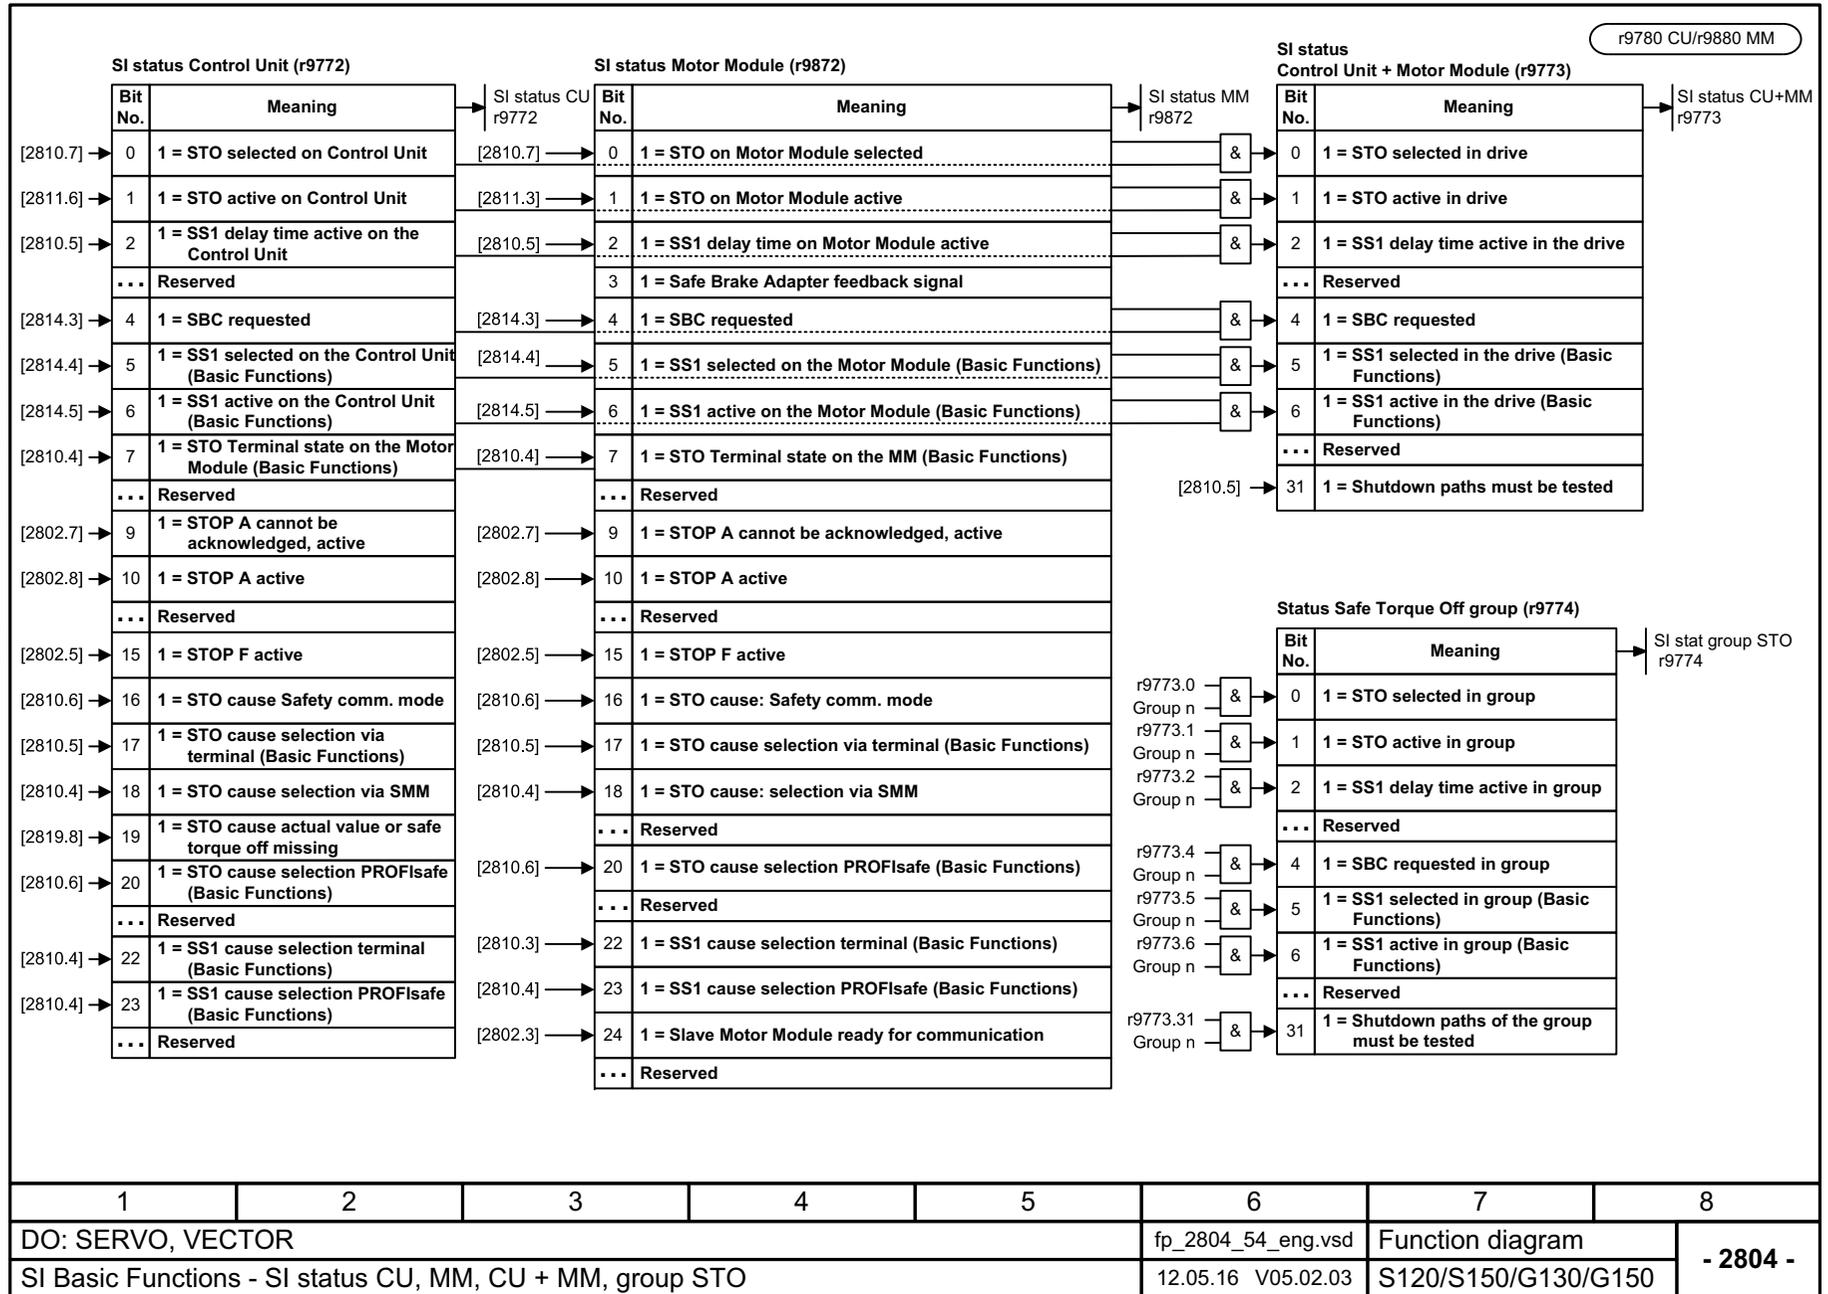 r9780 CU/r9880 MM
SI status Control Unit (r9772)
Bit No. Meaning
SI status CU
r9772
[2810.7] 0 1 = STO selected on Control Unit
[2811.6] 1 1 = STO active on Control Unit
[2810.5] 2 1 = SS1 delay time active on the
Control Unit
... Reserved
[2814.3] 4 1 = SBC requested
[2814.4] 5 1 = SS1 selected on the Control Unit
(Basic Functions)
[2814.5] 6 1 = SS1 active on the Control Unit
(Basic Functions)
[2810.4] 7 1 = STO Terminal state on the Motor
Module (Basic Functions)
... Reserved
[2802.7] 9 1 = STOP A cannot be
acknowledged, active
[2802.8] 10 1 = STOP A active
... Reserved
[2802.5] 15 1 = STOP F active
[2810.6] 16 1 = STO cause Safety comm. mode
[2810.5] 17 1 = STO cause selection via
terminal (Basic Functions)
[2810.4] 18 1 = STO cause selection via SMM
[2819.8] 19 1 = STO cause actual value or safe
torque off missing
[2810.6] 20 1 = STO cause selection PROFIsafe
(Basic Functions)
... Reserved
[2810.4] 22 1 = SS1 cause selection terminal
(Basic Functions)
[2810.4] 23 1 = SS1 cause selection PROFIsafe
(Basic Functions)
... Reserved
SI status Motor Module (r9872)
Bit No. Meaning
SI status MM
r9872
[2810.7] 0 1 = STO on Motor Module selected
[2811.3] 1 1 = STO on Motor Module active
[2810.5] 2 1 = SS1 delay time on Motor Module active
3 1 = Safe Brake Adapter feedback signal
[2814.3] 4 1 = SBC requested
[2814.4] 5 1 = SS1 selected on the Motor Module (Basic Functions)
[2814.5] 6 1 = SS1 active on the Motor Module (Basic Functions)
[2810.4] 7 1 = STO Terminal state on the MM (Basic Functions)
... Reserved
[2802.7] 9 1 = STOP A cannot be acknowledged, active
[2802.8] 10 1 = STOP A active
... Reserved
[2802.5] 15 1 = STOP F active
[2810.6] 16 1 = STO cause: Safety comm. mode
[2810.5] 17 1 = STO cause selection via terminal (Basic Functions)
[2810.4] 18 1 = STO cause: selection via SMM
... Reserved
[2810.6] 20 1 = STO cause selection PROFIsafe (Basic Functions)
... Reserved
[2810.3] 22 1 = SS1 cause selection terminal (Basic Functions)
[2810.4] 23 1 = SS1 cause selection PROFIsafe (Basic Functions)
[2802.3] 24 1 = Slave Motor Module ready for communication
... Reserved
SI status
Control Unit + Motor Module (r9773)
Bit No. Meaning
SI status CU+MM
r9773
& 0 1 = STO selected in drive
& 1 1 = STO active in drive
& 2 1 = SS1 delay time active in the drive
... Reserved
& 4 1 = SBC requested
& 5 1 = SS1 selected in the drive (Basic
Functions)
& 6 1 = SS1 active in the drive (Basic
Functions)
... Reserved
[2810.5] 31 1 = Shutdown paths must be tested
Status Safe Torque Off group (r9774)
Bit No. Meaning
SI stat group STO
r9774
r9773.0
Group n & 0 1 = STO selected in group
r9773.1
Group n & 1 1 = STO active in group
r9773.2
Group n & 2 1 = SS1 delay time active in group
... Reserved
r9773.4
Group n & 4 1 = SBC requested in group
r9773.5
Group n & 5 1 = SS1 selected in group (Basic
Functions)
r9773.6
Group n & 6 1 = SS1 active in group (Basic
Functions)
... Reserved
r9773.31
Group n & 31 1 = Shutdown paths of the group
must be tested
1 2 3 4 5 6 7 8
DO: SERVO, VECTOR
fp_2804_54_eng.vsd
Function diagram
- 2804 -
SI Basic Functions - SI status CU, MM, CU + MM, group STO
12.05.16 V05.02.03
S120/S150/G130/G150